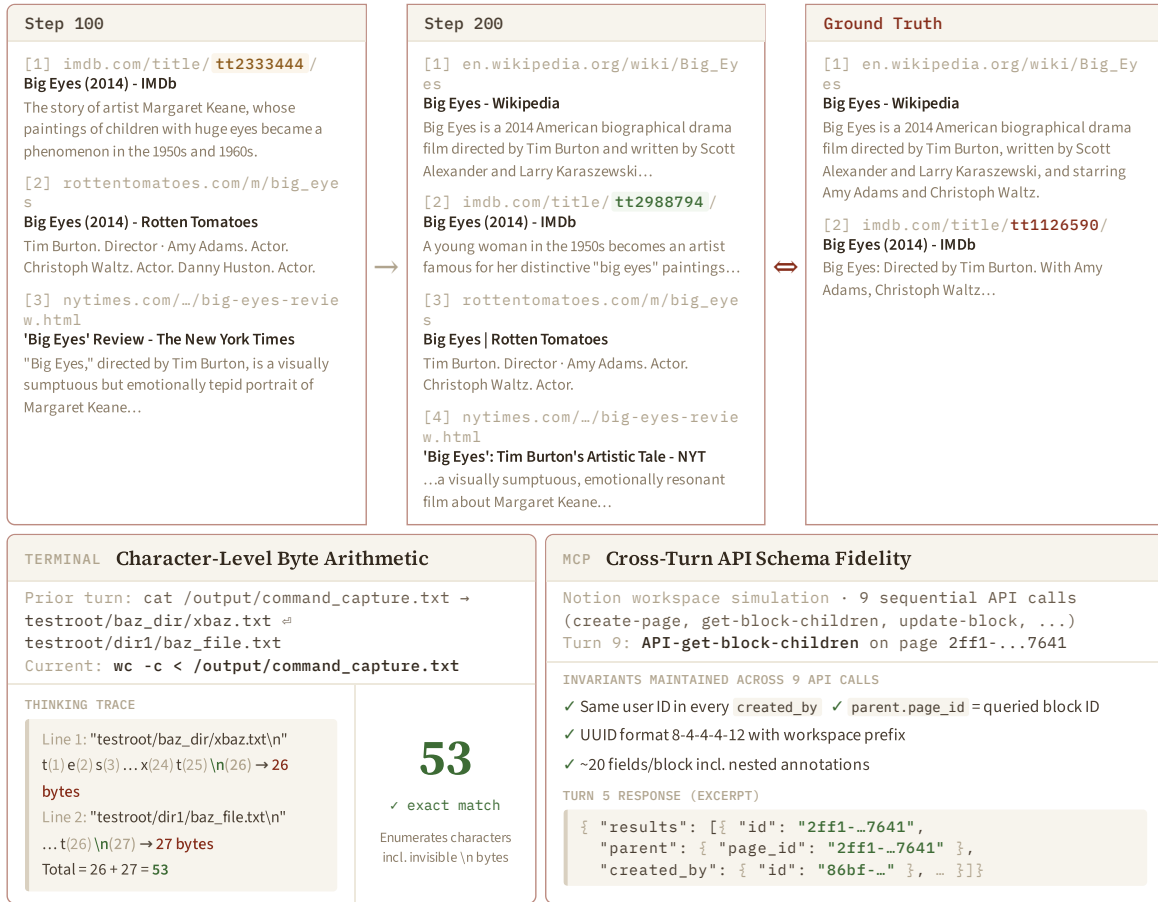 Step 100
[1] imdb.com/title/tt2333444/
Big Eyes (2014) - IMDb
The story of artist Margaret Keane, whose
paintings of children with huge eyes became a
phenomenon in the 1950s and 1960s.
[2] rottentomatoes.com/m/big_eye
s
Big Eyes (2014) - Rotten Tomatoes
Tim Burton. Director · Amy Adams. Actor.
Christoph Waltz. Actor. Danny Huston. Actor.
[3] nytimes.com/…/big-eyes-revie
w.html
'Big Eyes' Review - The New York Times
"Big Eyes," directed by Tim Burton, is a visually
sumptuous but emotionally tepid portrait of
Margaret Keane…
→
Step 200
[1] en.wikipedia.org/wiki/Big_Ey
es
Big Eyes - Wikipedia
Big Eyes is a 2014 American biographical drama
film directed by Tim Burton and written by Scott
Alexander and Larry Karaszewski…
[2] imdb.com/title/tt2988794/
Big Eyes (2014) - IMDb
A young woman in the 1950s becomes an artist
famous for her distinctive "big eyes" paintings…
[3] rottentomatoes.com/m/big_eye
s
Big Eyes | Rotten Tomatoes
Tim Burton. Director · Amy Adams. Actor.
Christoph Waltz. Actor.
[4] nytimes.com/…/big-eyes-revie
w.html
'Big Eyes': Tim Burton's Artistic Tale - NYT
…a visually sumptuous, emotionally resonant
film about Margaret Keane…
⇔
Ground Truth
[1] en.wikipedia.org/wiki/Big_Ey
es
Big Eyes - Wikipedia
Big Eyes is a 2014 American biographical drama
film directed by Tim Burton, written by Scott
Alexander and Larry Karaszewski, and starring
Amy Adams and Christoph Waltz.
[2] imdb.com/title/tt1126590/
Big Eyes (2014) - IMDb
Big Eyes: Directed by Tim Burton. With Amy
Adams, Christoph Waltz…
TERMINAL Character-Level Byte Arithmetic
Prior turn: cat /output/command_capture.txt →
testroot/baz_dir/xbaz.txt ⏎
testroot/dir1/baz_file.txt
Current: wc -c < /output/command_capture.txt
THINKING TRACE
Line 1: "testroot/baz_dir/xbaz.txt\n"
t(1) e(2) s(3) … x(24) t(25) \n(26) → 26
bytes
Line 2: "testroot/dir1/baz_file.txt\n"
… t(26) \n(27) → 27 bytes
Total = 26 + 27 = 53
53
✓ exact match
Enumerates characters
incl. invisible \n bytes
MCP Cross-Turn API Schema Fidelity
Notion workspace simulation · 9 sequential API calls
(create-page, get-block-children, update-block, ...)
Turn 9: API-get-block-children on page 2ff1-...7641
INVARIANTS MAINTAINED ACROSS 9 API CALLS
✓ Same user ID in every created_by ✓ parent.page_id = queried block ID
✓ UUID format 8-4-4-4-12 with workspace prefix
✓ ~20 fields/block incl. nested annotations
TURN 5 RESPONSE (EXCERPT)
{ "results": [{ "id": "2ff1-…7641",
"parent": { "page_id": "2ff1-…7641" },
"created_by": { "id": "86bf-…" }, … }]}